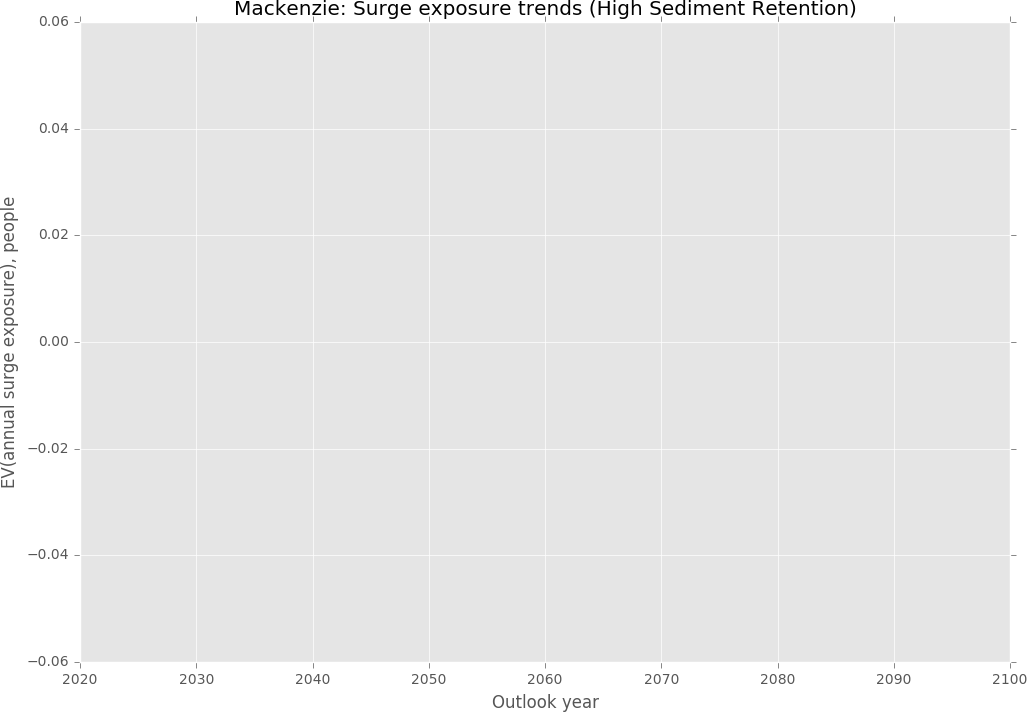 Mackenzie: Surge exposure trends (High Sediment Retention)
0.06
0.04
0.02
0.00
−0.02
−0.04
−0.06
EV(annual surge exposure), people
2020 2030 2040 2050 2060 2070 2080 2090 2100
Outlook year